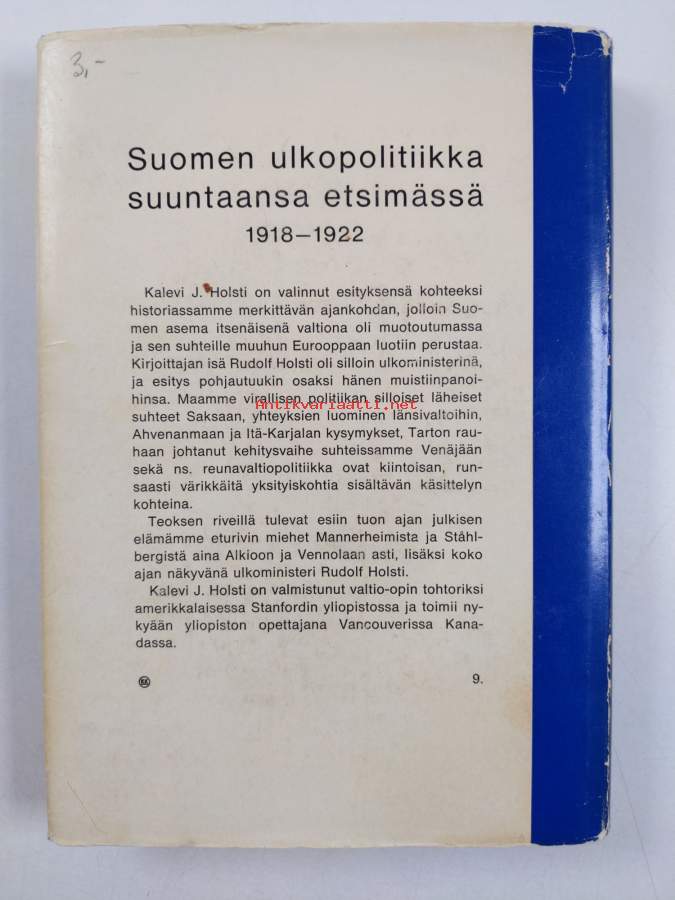 3,-
Suomen ulkopolitiikka
suuntaansa etsimässä
1918–1922
Kalevi J. Holsti on valinnut esityksensä kohteeksi
historiassamme merkittävän ajankohdan, jolloin Suo-
men asema itsenäisenä valtiona oli muotoutumassa
ja sen suhteille muuhun Eurooppaan luotiin perustaa.
Kirjoittajan isä Rudolf Holsti oli silloin ulkoministerinä,
ja esitys pohjautuukin osaksi hänen muistiinpanoi-
hinsa. Maamme virallisen politiikan silloiset läheiset
Antikvariaatti.net
suhteet Saksaan, yhteyksien luominen länsivaltoihin,
Ahvenanmaan ja Itä-Karjalan kysymykset, Tarton rau-
haan johtanut kehitysvaihe suhteissamme Venäjään
sekä ns. reunavaltiopolitiikka ovat kiintoisan, run-
saasti värikkäitä yksityiskohtia sisältävän käsittelyn
kohteina.
Teoksen riveillä tulevat esiin tuon ajan julkisen
elämämme eturivin miehet Mannerheimista ja Ståhl-
bergistä aina Alkioon ja Vennolaan asti, lisäksi koko
ajan näkyvänä ulkoministeri Rudolf Holsti.
Kalevi J. Holsti on valmistunut valtio-opin tohtoriksi
amerikkalaisessa Stanfordin yliopistossa ja toimii ny-
kyään yliopiston opettajana Vancouverissa Kana-
dassa.
9.